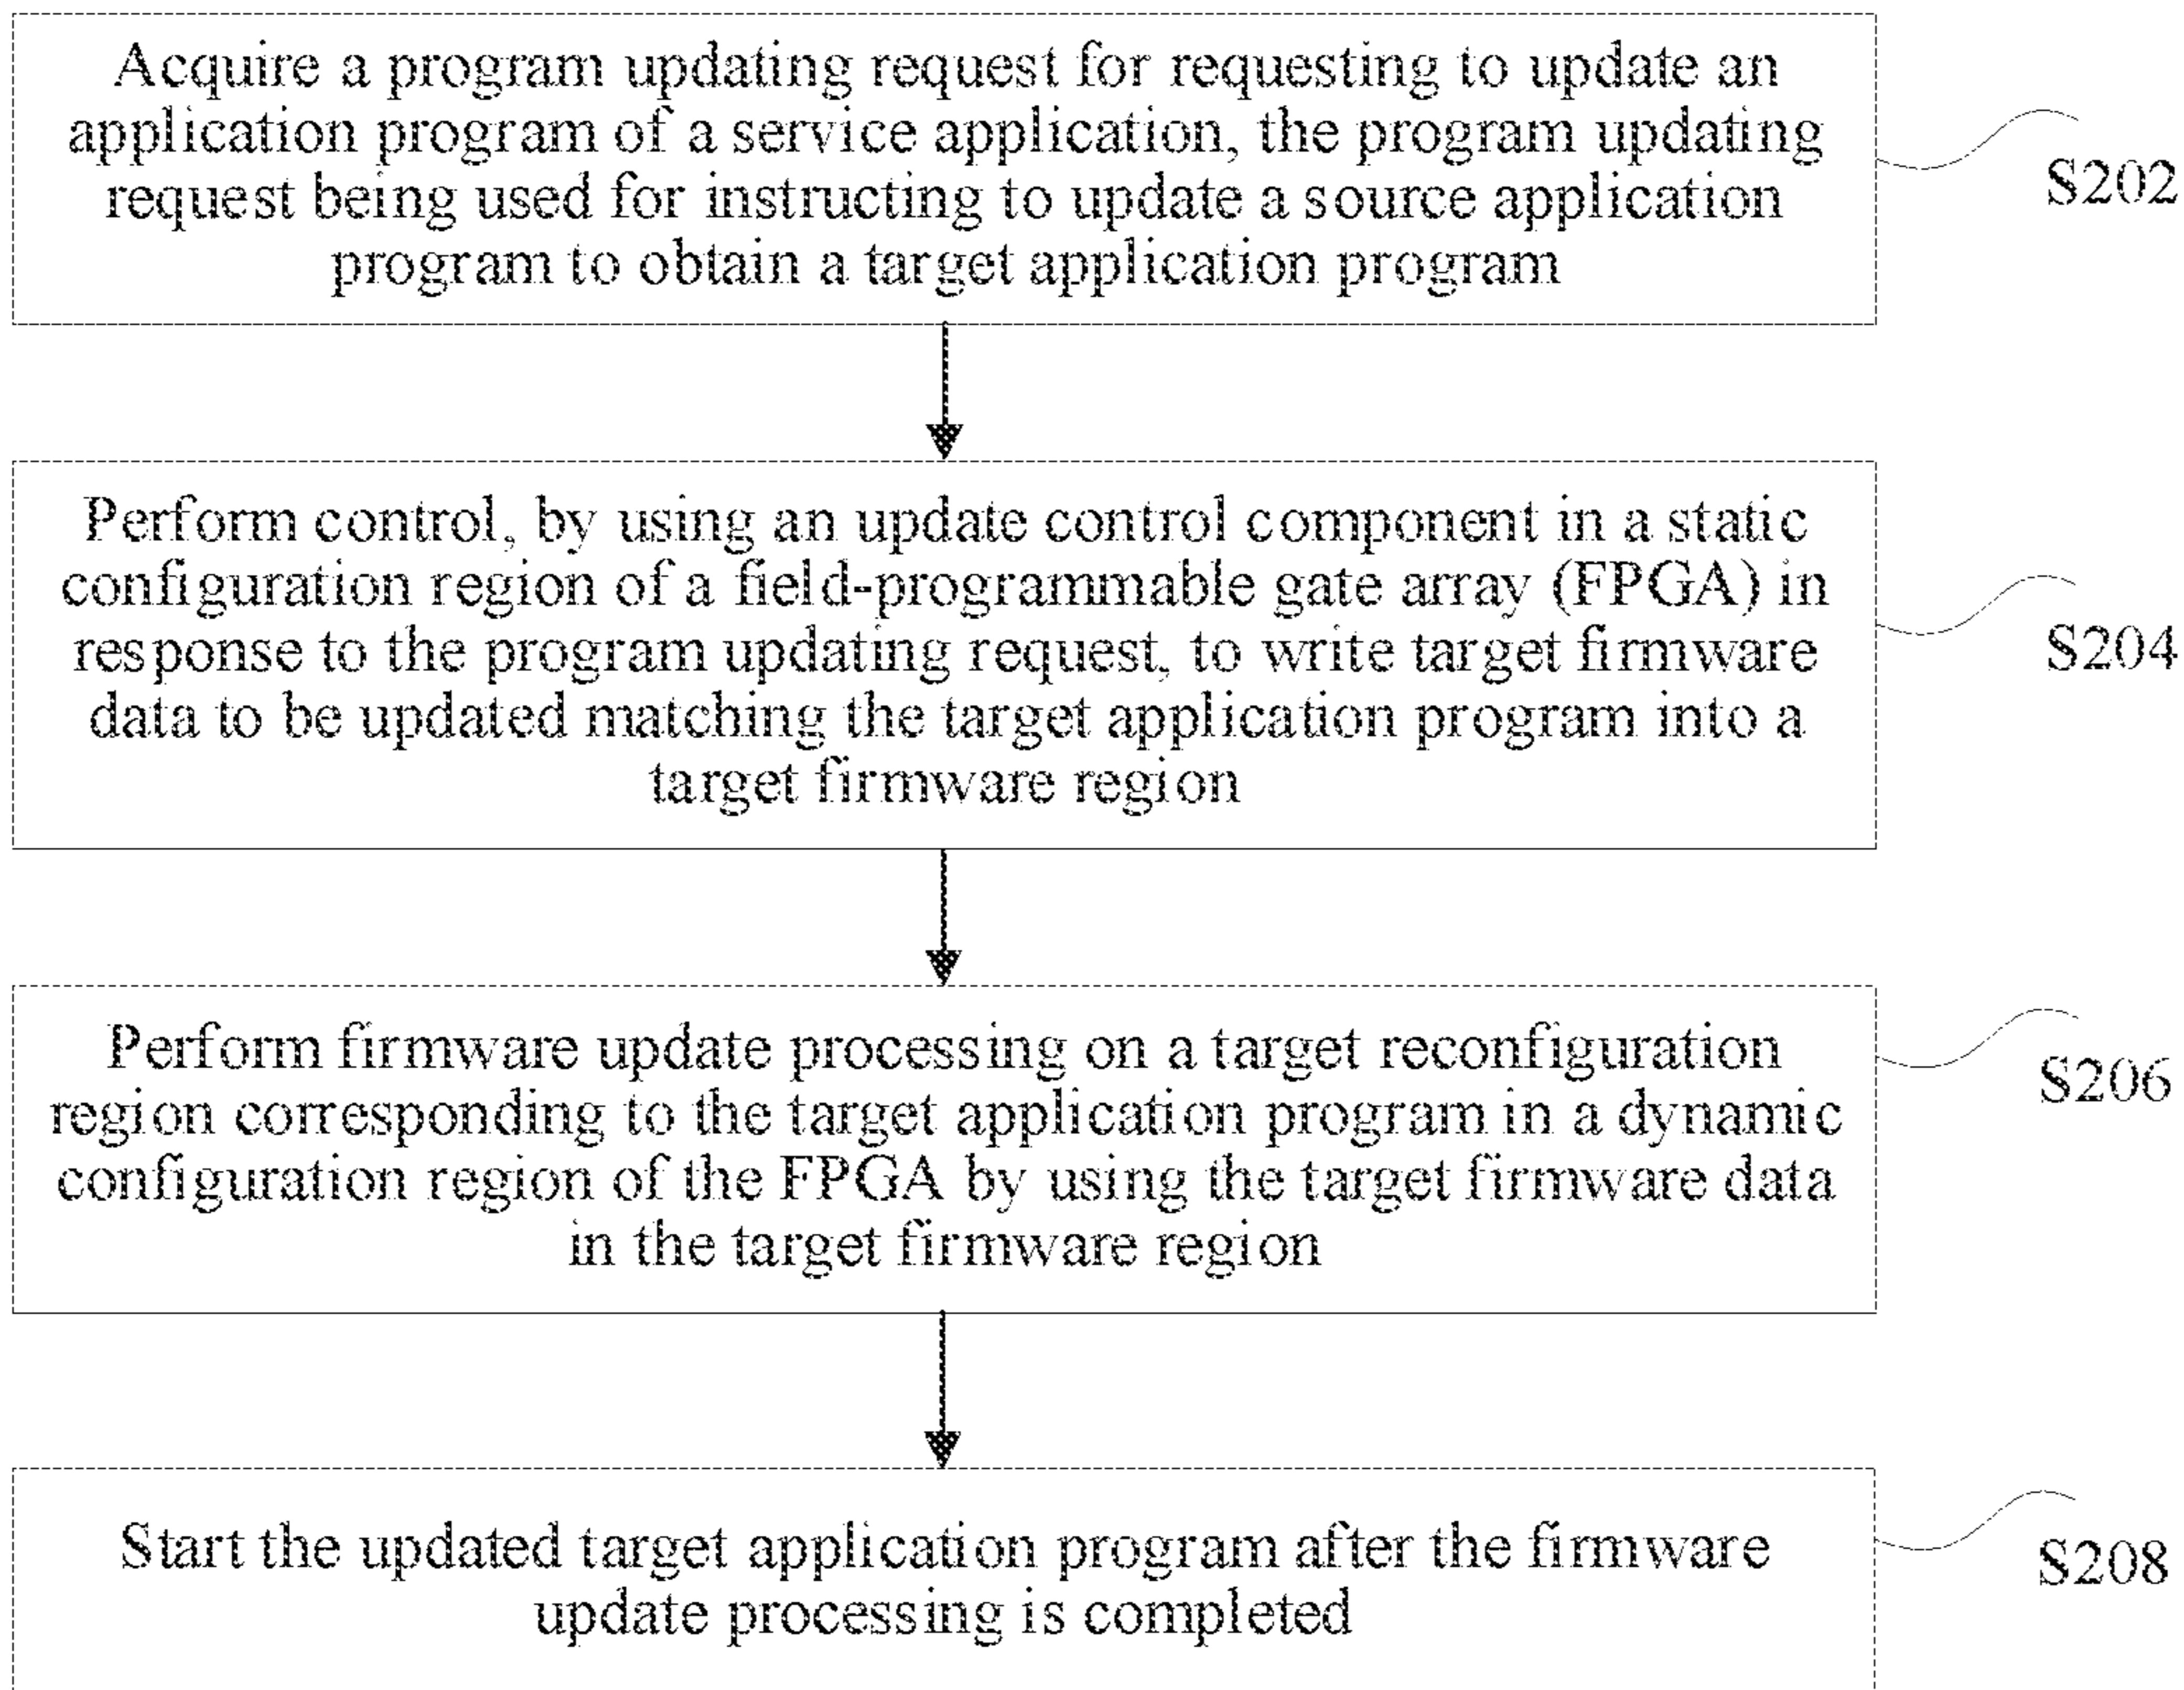 Acquire a program updating request for requesting to update an
application program of a service application, the program updating
request being used for instructing to update a source application
program to obtain a target application program
S202
Perform control, by using an update control component in a static
configuration region of a field-programmable gate array (FPGA) in
response to the program updating request, to write target firmware
data to be updated matching the target application program into a
target firmware region
S204
Perform firmware update processing on a target reconfiguration
region corresponding to the target application program in a dynamic
configuration region of the FPGA by using the target firmware data
in the target firmware region
S206
Start the updated target application program after the firmware
update processing is completed
S208